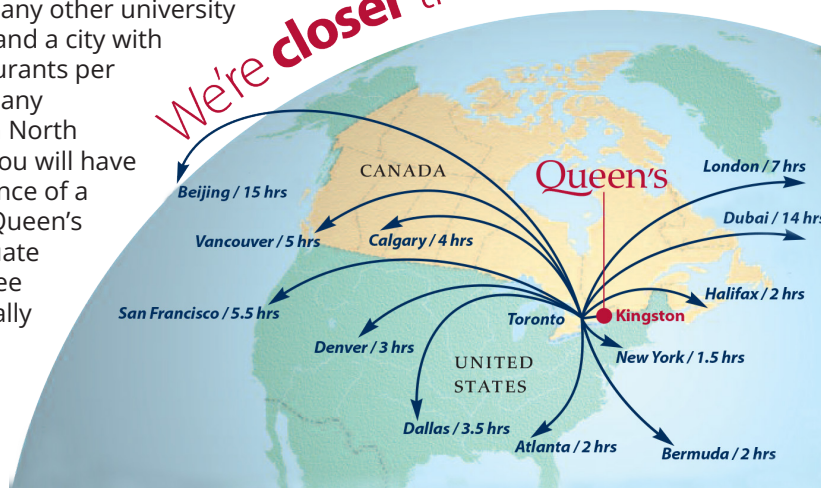 any other university
and a city with
urants per
any
North
ou will have
nce of a
Queen's
uate
ee
ally
We're closer
CANADA
Queen's
London / 7 hrs
Beijing / 15 hrs
Dubai / 14 hrs
Vancouver / 5 hrs
Calgary / 4 hrs
Halifax / 2 hrs
San Francisco / 5.5 hrs
Toronto
Kingston
Denver / 3 hrs
New York / 1.5 hrs
UNITED
STATES
Dallas / 3.5 hrs
Atlanta / 2 hrs
Bermuda / 2 hrs